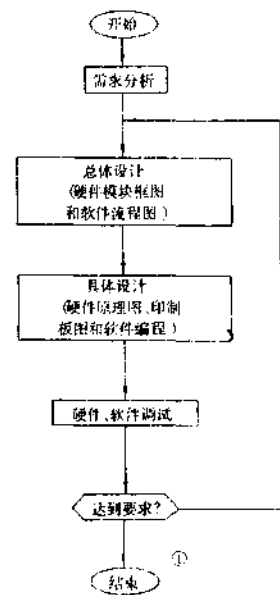 开始
需求分析
总体设计
(硬件模块框图
和软件流程图)
具体设计
(硬件原理图、印制
板图和软件编程)
硬件、软件调试
达到要求?
①
结束